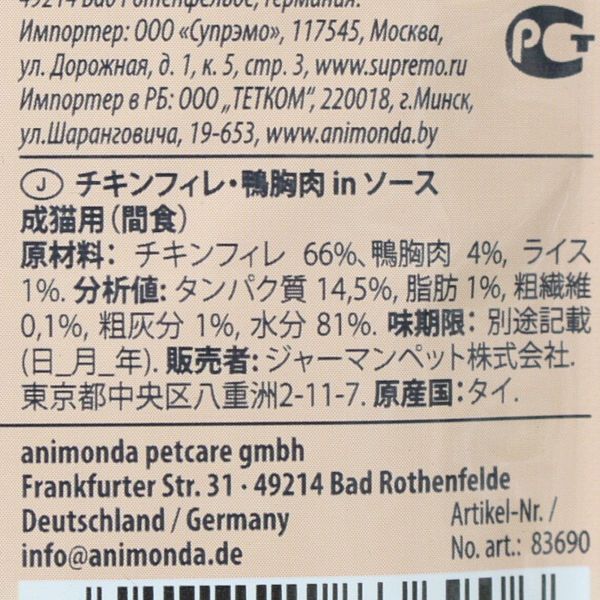 49214 Bad Rothenfelde, Германия.
Импортер: ООО «Супрэмо», 117545, Москва,
ул. Дорожная, д. 1, к. 5, стр. 3, www.supremo.ru
Импортер в РБ: ООО „ТЕТКОМ“, 220018, г.Минск,
ул.Шаранговича, 19-653, www.animonda.by
РСТ
J チキンフィレ・鴨胸肉 in ソース
成猫用(間食)
原材料: チキンフィレ 66%、鴨胸肉 4%, ライス
1%. 分析値: タンパク質 14,5%, 脂肪 1%, 粗繊維
0,1%, 粗灰分 1%, 水分 81%. 味期限: 別途記載
(日_月_年). 販売者: ジャーマンペット株式会社.
東京都中央区八重洲2-11-7. 原産国:タイ.
animonda petcare gmbh
Frankfurter Str. 31 · 49214 Bad Rothenfelde
Deutschland / Germany
info@animonda.de
Artikel-Nr. /
No. art.: 83690